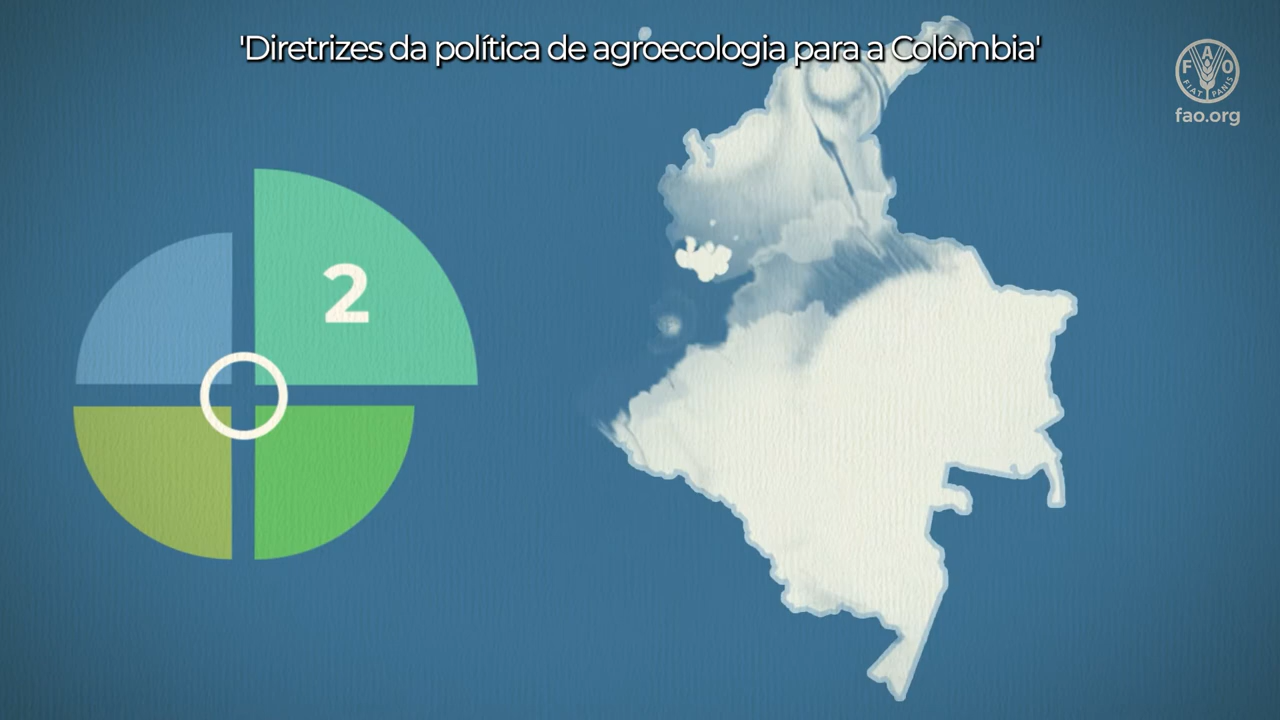 'Diretrizes da política de agroecologia para a Colômbia'
FAO
FIAT PANIS
fao.org
2